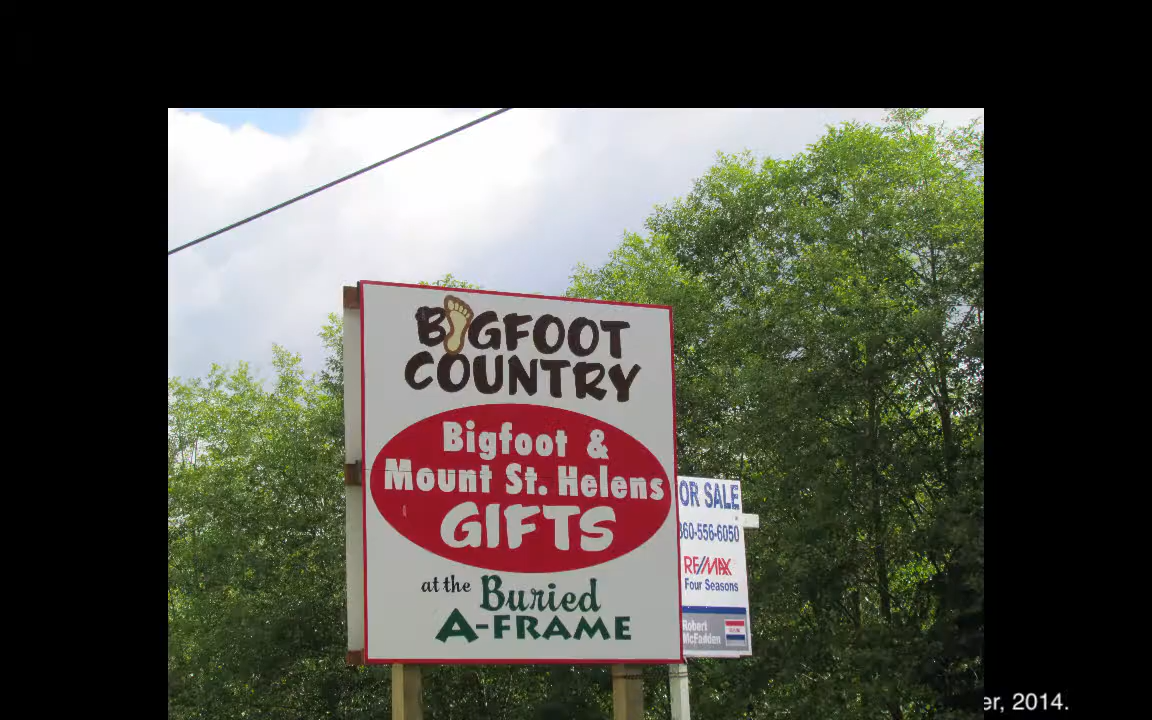 BIGFOOT
COUNTRY
Bigfoot &
Mount St. Helens
GIFTS
at the Buried
A-FRAME
OR SALE
360-556-6050
RE/MAX
Four Seasons
Robert
McFadden
er, 2014.